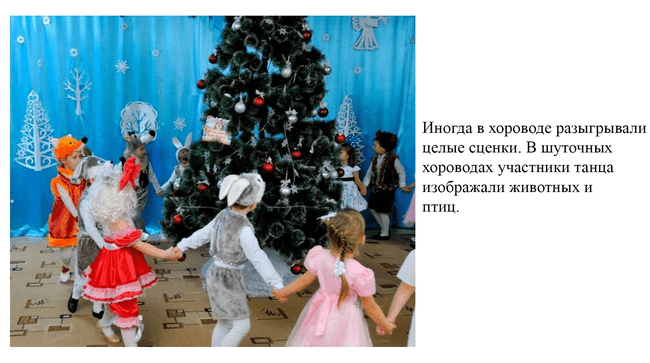 Иногда в хороводе разыгрывали
целые сценки. В шуточных
хороводах участники танца
изображали животных и
птиц.